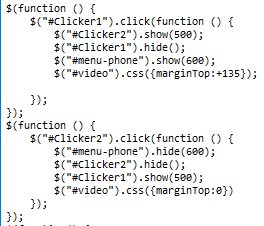 $(function () {
    $("#Clicker1").click(function () {
        $("#Clicker2").show(500);
        $("#Clicker1").hide();
        $("#menu-phone").show(600);
        $("#video").css({marginTop:+135});

    });
});
$(function () {
    $("#Clicker2").click(function () {
        $("#menu-phone").hide(600);
        $("#Clicker2").hide();
        $("#Clicker1").show(500);
        $("#video").css({marginTop:0})
    });
});